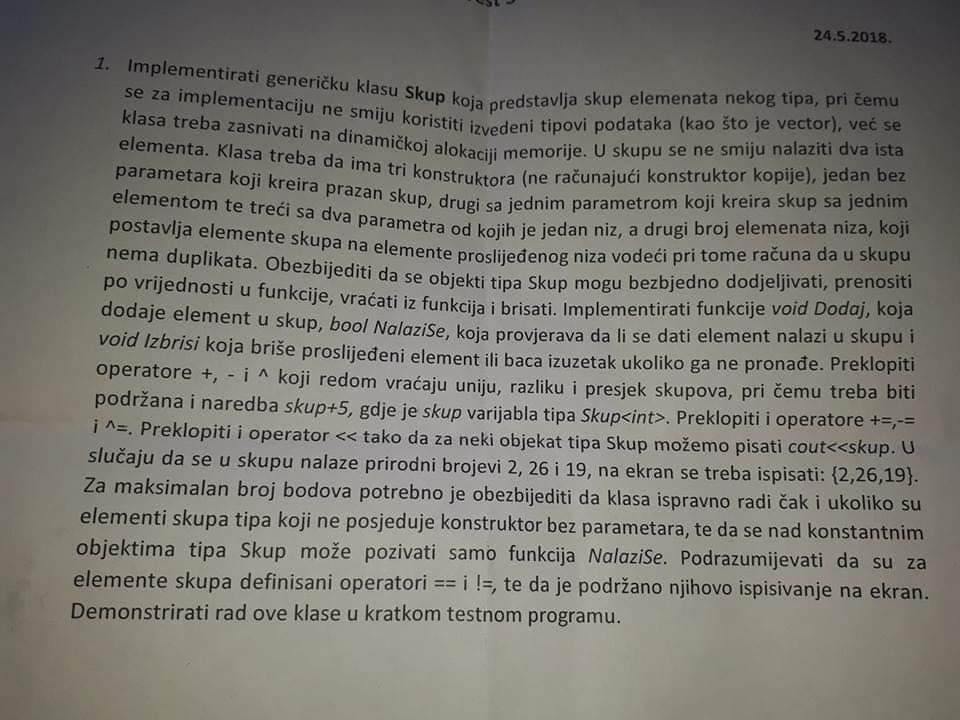 24.5.2018.
1. Implementirati generičku klasu Skup koja predstavlja skup elemenata nekog tipa, pri čemu
se za implementaciju ne smiju koristiti izvedeni tipovi podataka (kao što je vector), već se
klasa treba zasnivati na dinamičkoj alokaciji memorije. U skupu se ne smiju nalaziti dva ista
elementa. Klasa treba da ima tri konstruktora (ne računajući konstruktor kopije), jedan bez
parametara koji kreira prazan skup, drugi sa jednim parametrom koji kreira skup sa jednim
elementom te treći sa dva parametra od kojih je jedan niz, a drugi broj elemenata niza, koji
postavlja elemente skupa na elemente proslijeđenog niza vodeći pri tome računa da u skupu
nema duplikata. Obezbijediti da se objekti tipa Skup mogu bezbjedno dodjeljivati, prenositi
po vrijednosti u funkcije, vraćati iz funkcija i brisati. Implementirati funkcije void Dodaj, koja
dodaje element u skup, bool NalaziSe, koja provjerava da li se dati element nalazi u skupu i
void Izbrisi koja briše proslijeđeni element ili baca izuzetak ukoliko ga ne pronađe. Preklopiti
operatore +, - i ^ koji redom vraćaju uniju, razliku i presjek skupova, pri čemu treba biti
podržana i naredba skup+5, gdje je skup varijabla tipa Skup<int>. Preklopiti i operatore +=,-=
i ^=. Preklopiti i operator << tako da za neki objekat tipa Skup možemo pisati cout<<skup. U
slučaju da se u skupu nalaze prirodni brojevi 2, 26 i 19, na ekran se treba ispisati: {2,26,19}.
Za maksimalan broj bodova potrebno je obezbijediti da klasa ispravno radi čak i ukoliko su
elementi skupa tipa koji ne posjeduje konstruktor bez parametara, te da se nad konstantnim
objektima tipa Skup može pozivati samo funkcija NalaziSe. Podrazumijevati da su za
elemente skupa definisani operatori == i !=, te da je podržano njihovo ispisivanje na ekran.
Demonstrirati rad ove klase u kratkom testnom programu.